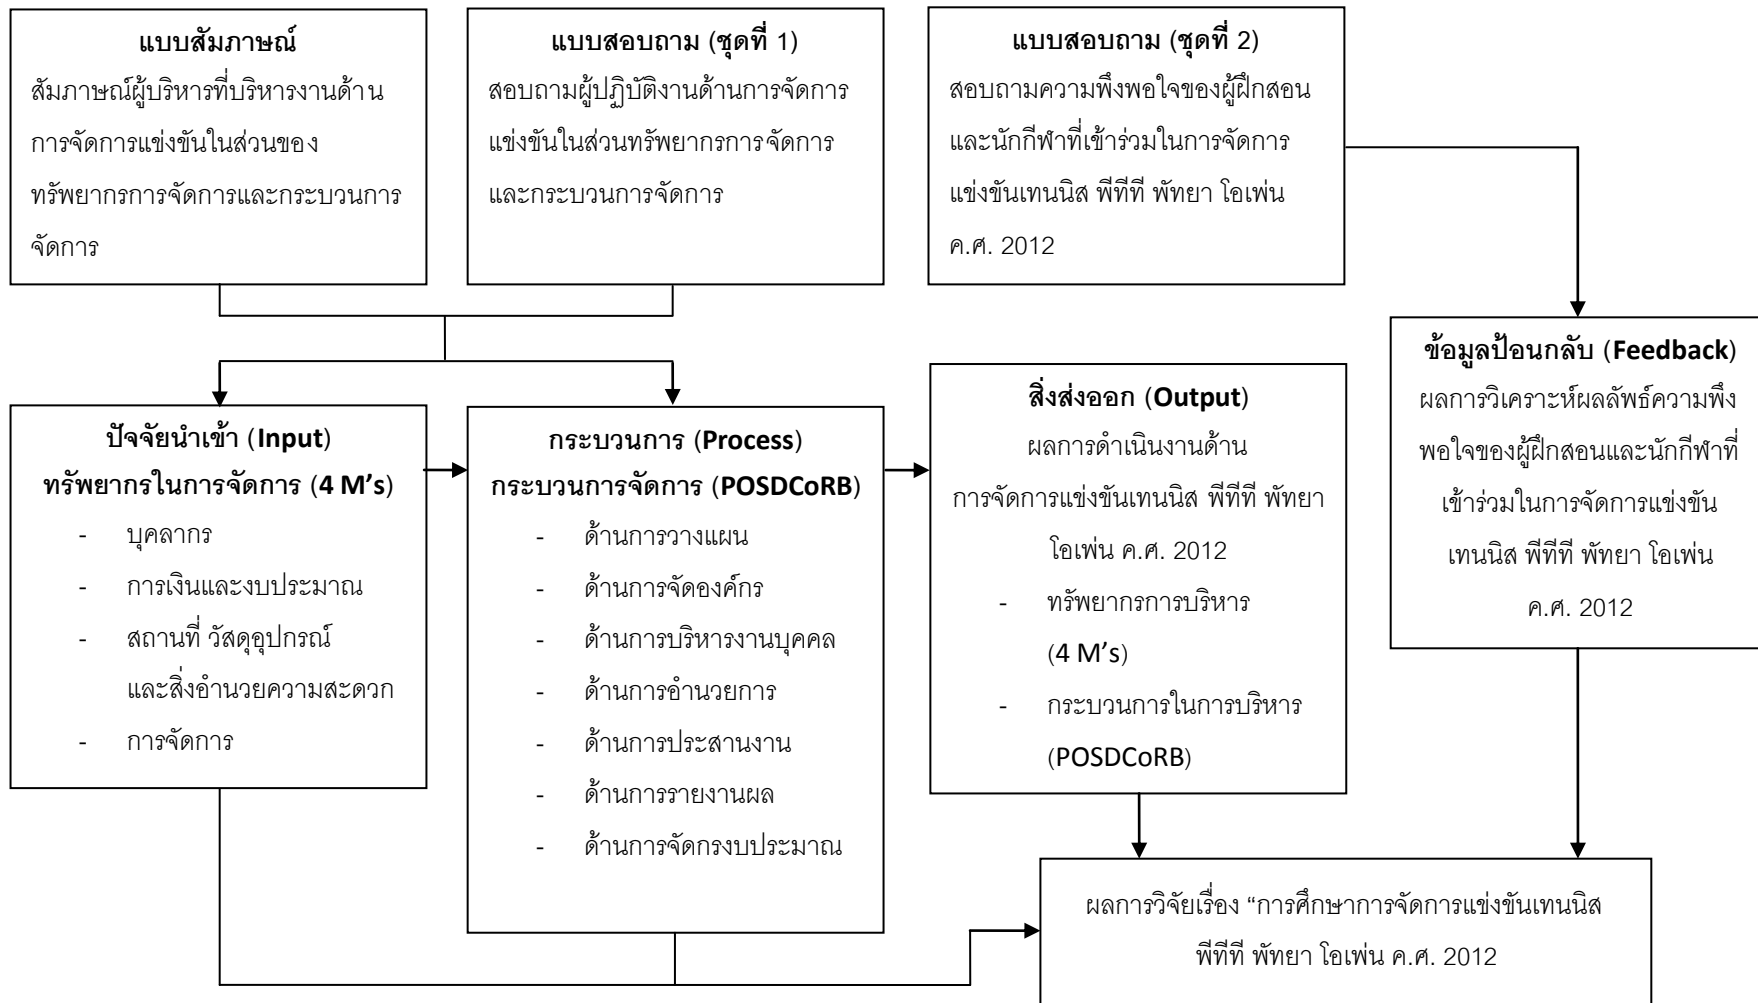 แบบสัมภาษณ์
สัมภาษณ์ผู้บริหารที่บริหารงานด้าน
การจัดการแข่งขันในส่วนของ
ทรัพยากรการจัดการและกระบวนการ
จัดการ
แบบสอบถาม (ชุดที่ 1)
สอบถามผู้ปฏิบัติงานด้านการจัดการ
แข่งขันในส่วนทรัพยากรการจัดการ
และกระบวนการจัดการ
แบบสอบถาม (ชุดที่ 2)
สอบถามความพึงพอใจของผู้ฝึกสอน
และนักกีฬาที่เข้าร่วมในการจัดการ
แข่งขันเทนนิส พีทีที พัทยา โอเพ่น
ค.ศ. 2012
ปัจจัยนำเข้า (Input)
ทรัพยากรในการจัดการ (4 M’s)
- บุคลากร
- การเงินและงบประมาณ
- สถานที่ วัสดุอุปกรณ์
และสิ่งอำนวยความสะดวก
- การจัดการ
กระบวนการ (Process)
กระบวนการจัดการ (POSDCoRB)
- ด้านการวางแผน
- ด้านการจัดองค์กร
- ด้านการบริหารงานบุคคล
- ด้านการอำนวยการ
- ด้านการประสานงาน
- ด้านการรายงานผล
- ด้านการจัดกรงบประมาณ
สิ่งส่งออก (Output)
ผลการดำเนินงานด้าน
การจัดการแข่งขันเทนนิส พีทีที พัทยา
โอเพ่น ค.ศ. 2012
- ทรัพยากรการบริหาร
(4 M’s)
- กระบวนการในการบริหาร
(POSDCoRB)
ข้อมูลป้อนกลับ (Feedback)
ผลการวิเคราะห์ผลลัพธ์ความพึง
พอใจของผู้ฝึกสอนและนักกีฬาที่
เข้าร่วมในการจัดการแข่งขัน
เทนนิส พีทีที พัทยา โอเพ่น
ค.ศ. 2012
ผลการวิจัยเรื่อง “การศึกษาการจัดการแข่งขันเทนนิส
พีทีที พัทยา โอเพ่น ค.ศ. 2012